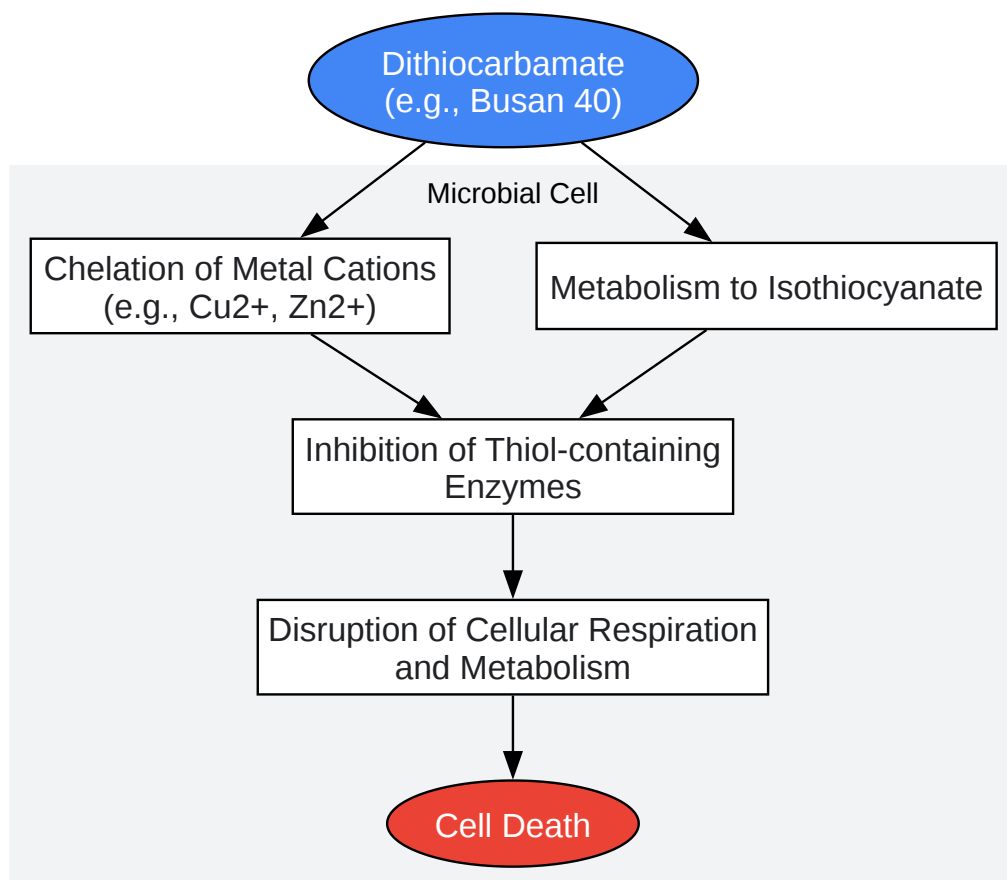 Dithiocarbamate
(e.g., Busan 40)
Microbial Cell
Chelation of Metal Cations
(e.g., Cu2+, Zn2+)
Metabolism to Isothiocyanate
Inhibition of Thiol-containing
Enzymes
Disruption of Cellular Respiration
and Metabolism
Cell Death